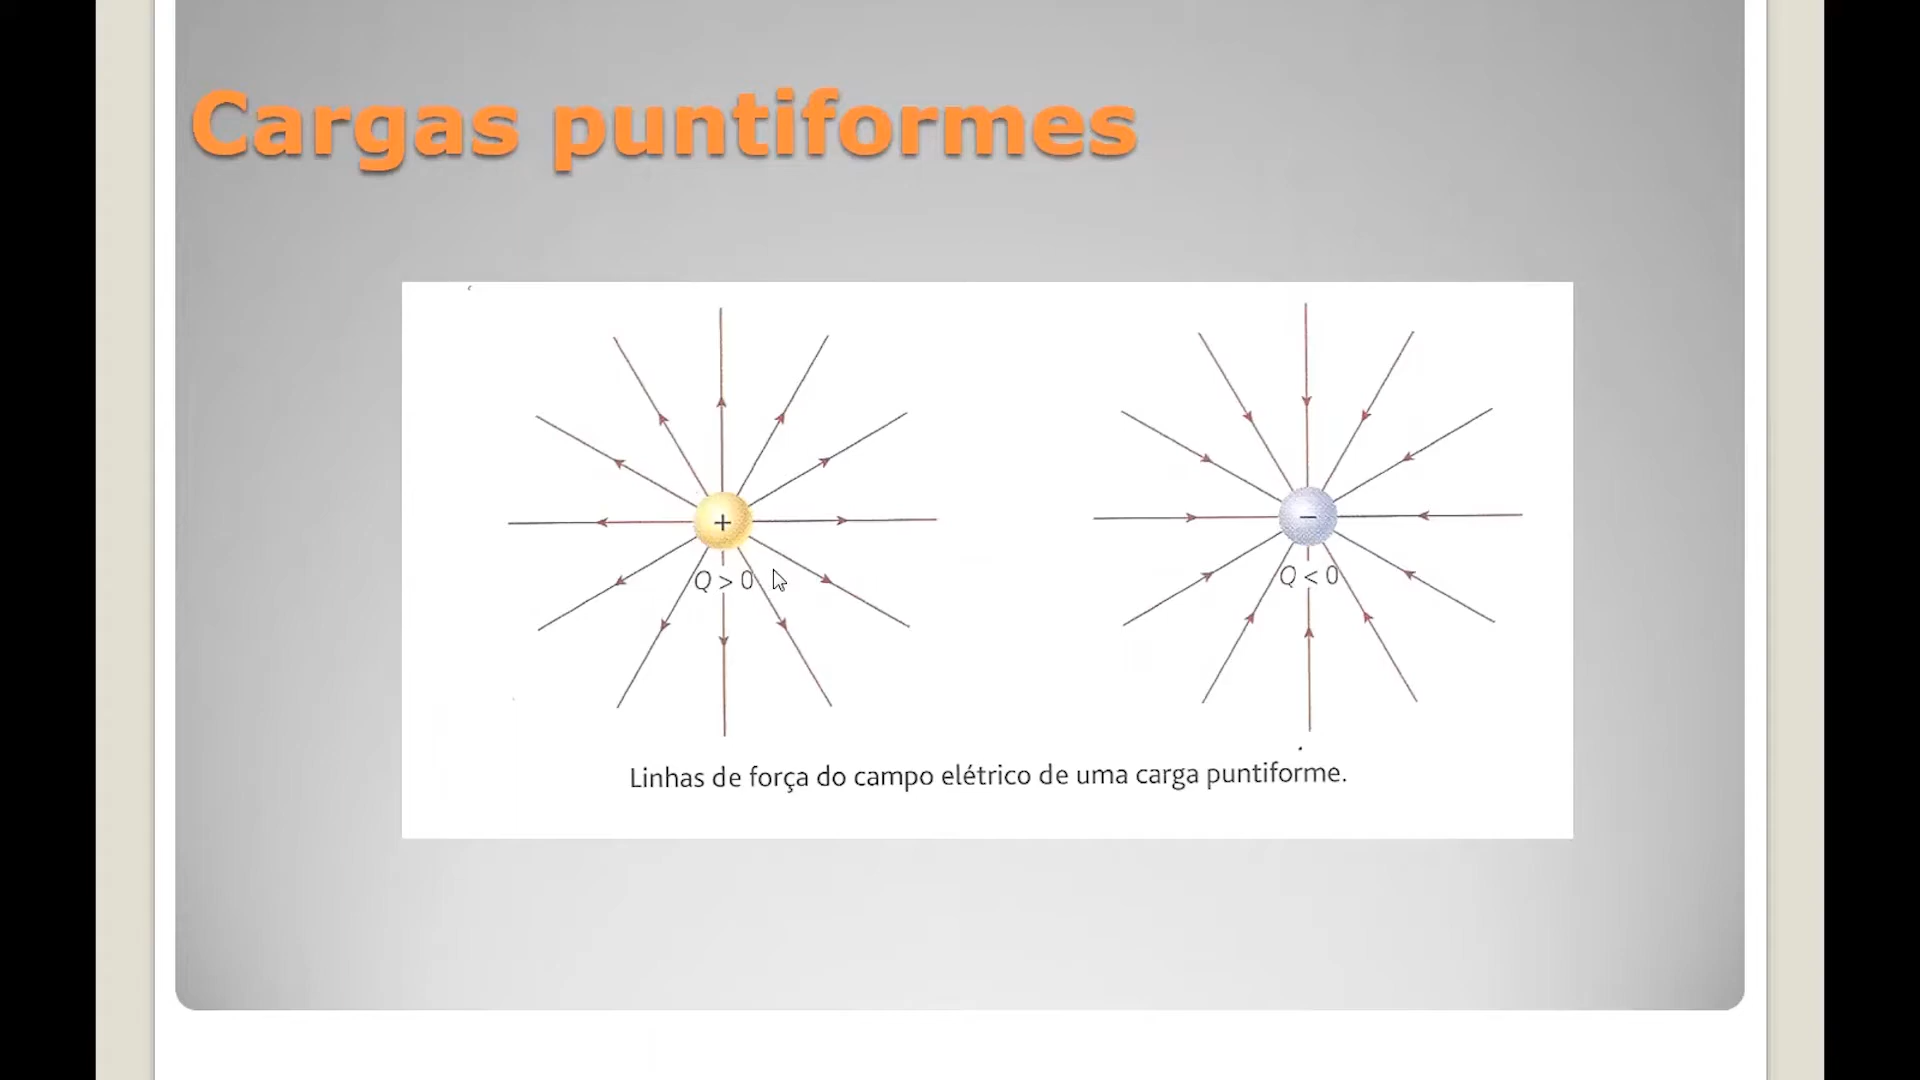 Cargas puntiformes
+
−
Q > 0
Q < 0
Linhas de força do campo elétrico de uma carga puntiforme.